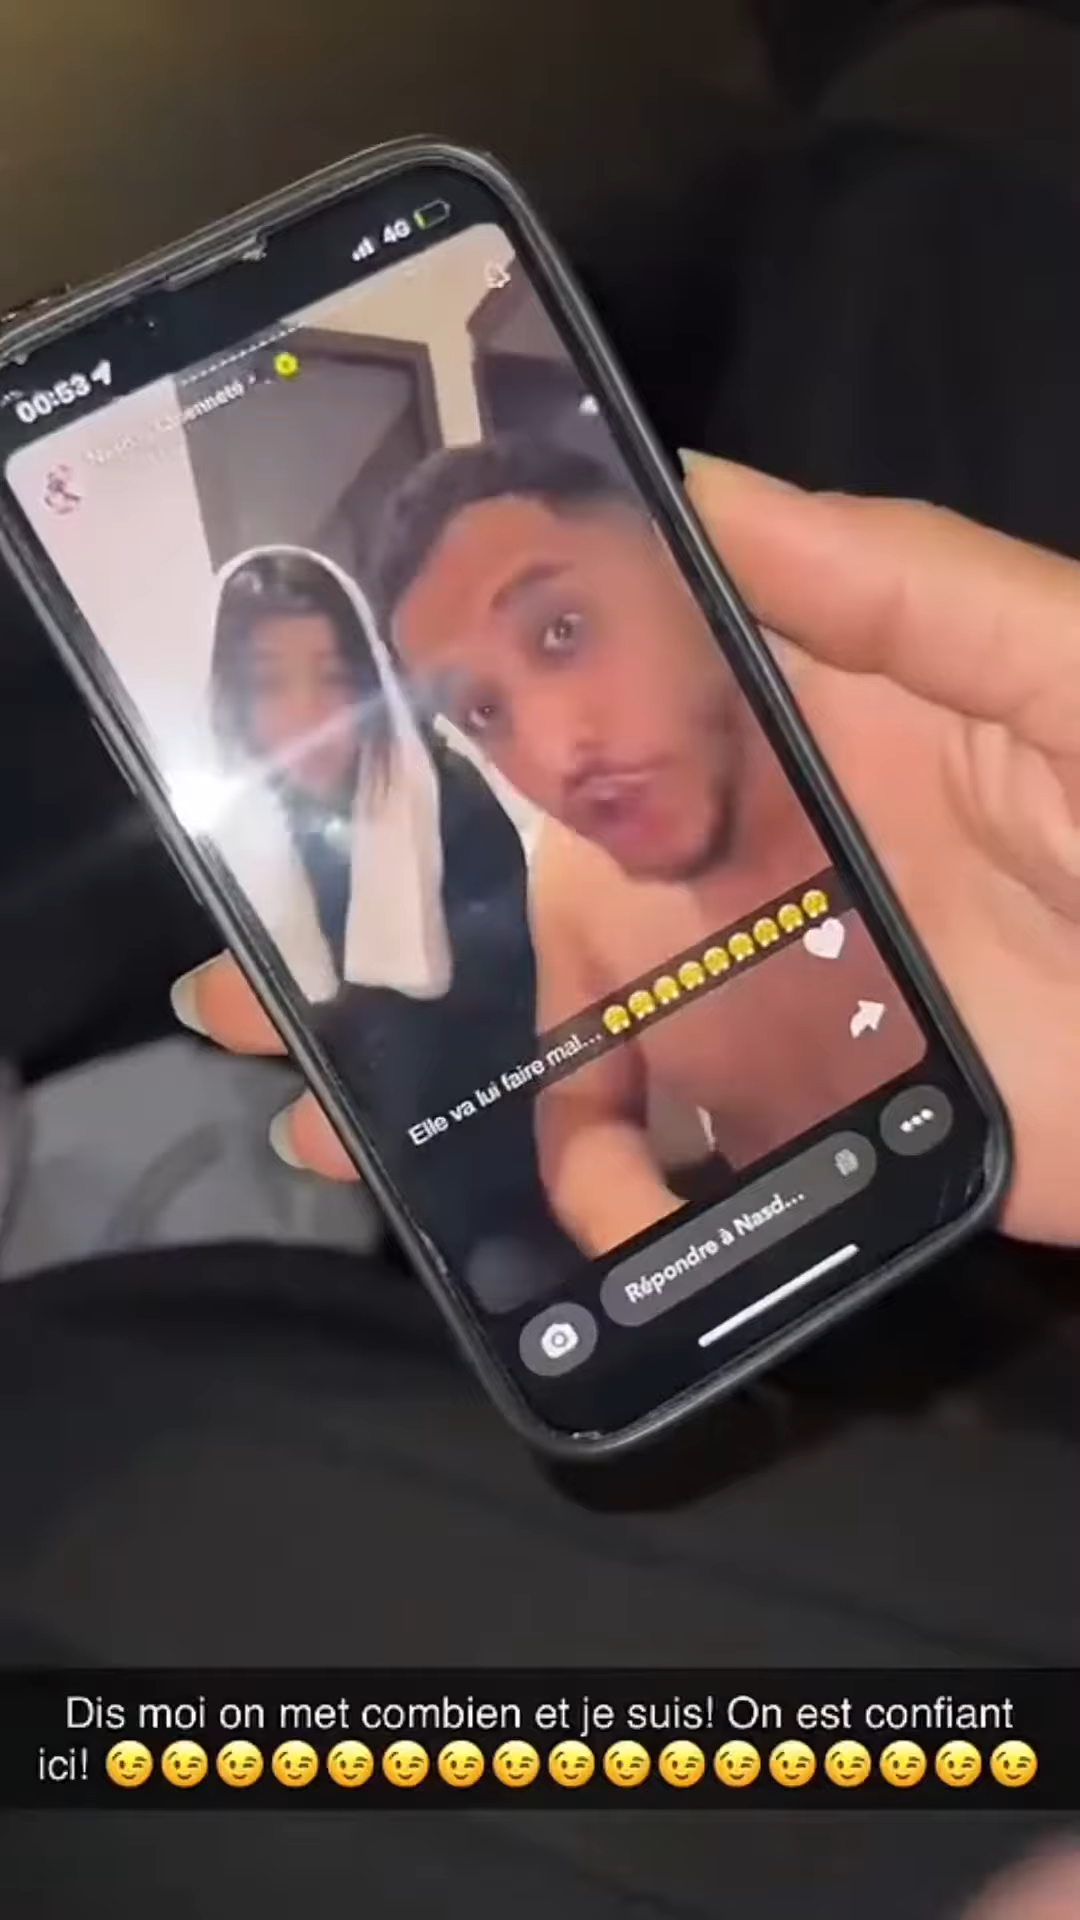 00:53
4G
Elle va lui faire mal... 😭😭😭😭😭😭😭😭😭
Répondre à Nasd...
Dis moi on met combien et je suis! On est confiant
ici! 😉😉😉😉😉😉😉😉😉😉😉😉😉😉😉😉😉